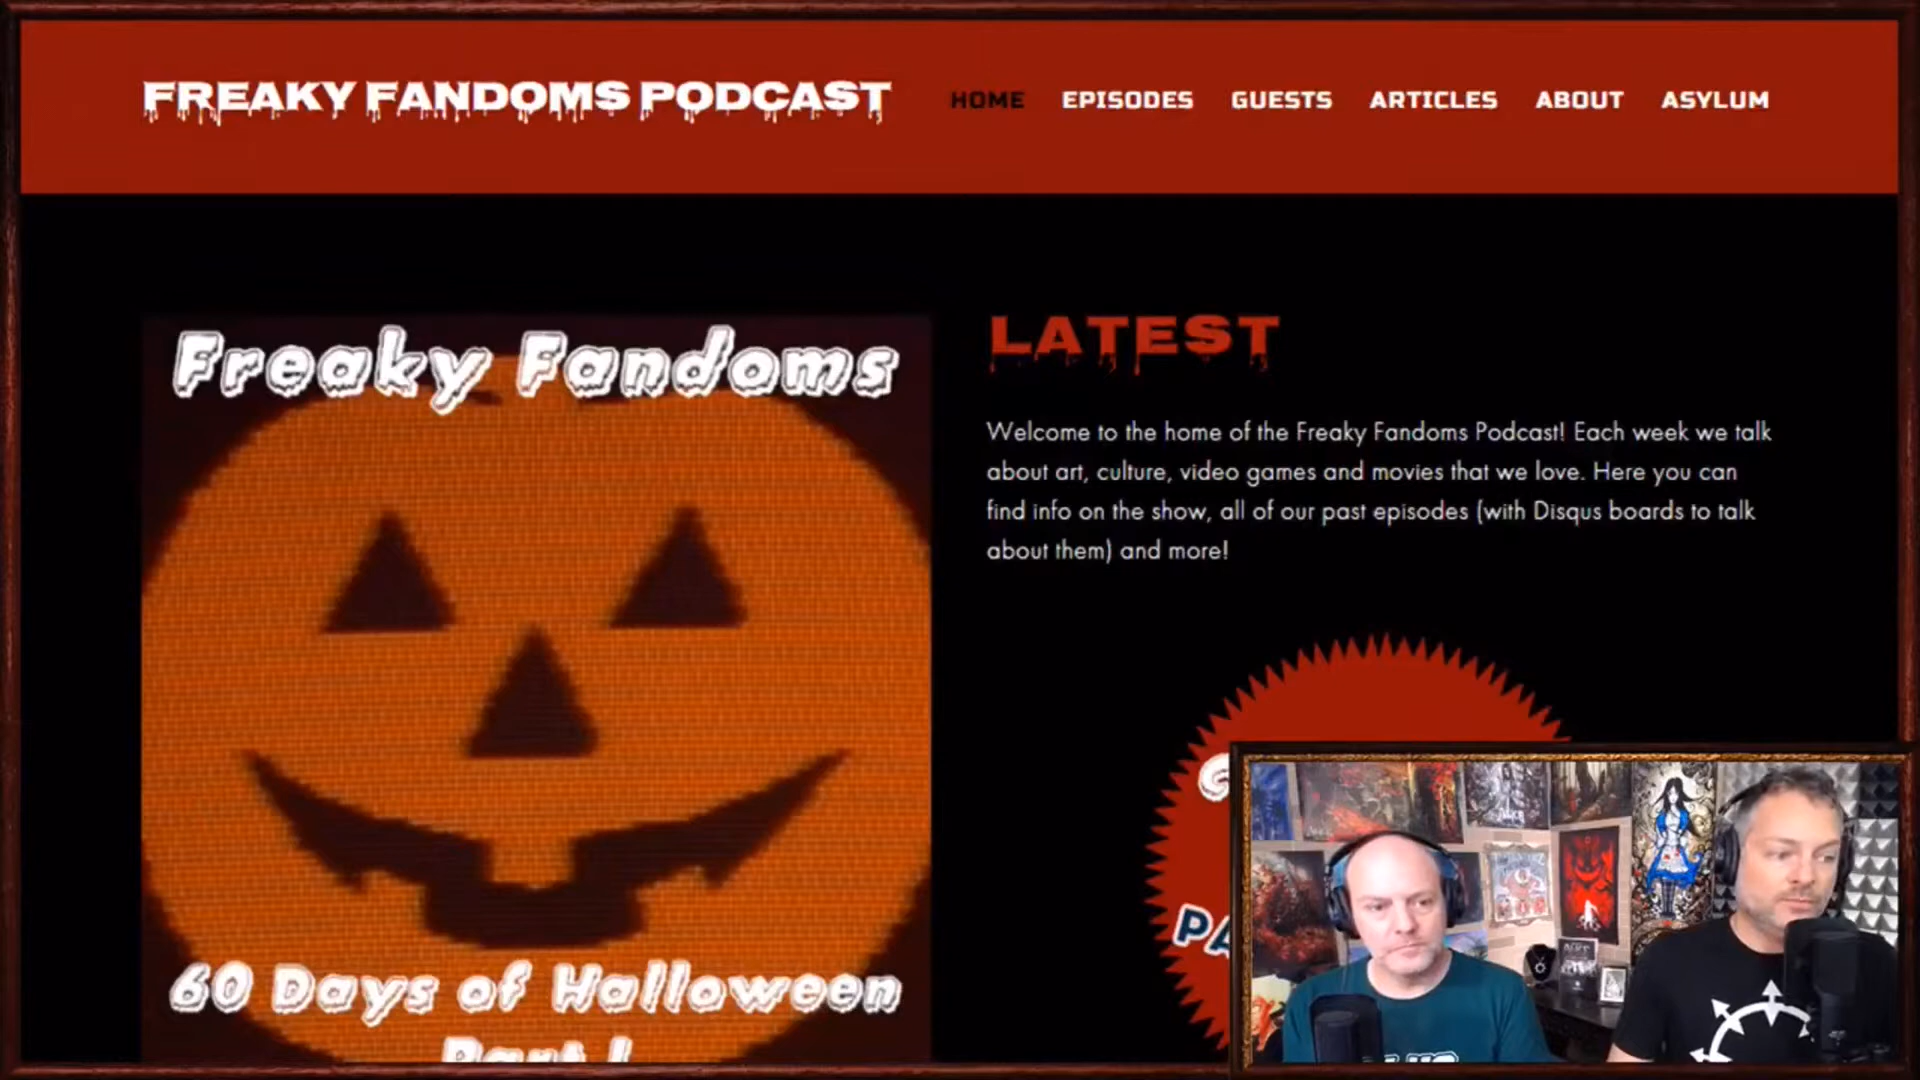 FREAKY FANDOMS PODCAST
HOME EPISODES GUESTS ARTICLES ABOUT ASYLUM
Freaky Fandoms
60 Days of Halloween
Part I
LATEST
Welcome to the home of the Freaky Fandoms Podcast! Each week we talk
about art, culture, video games and movies that we love. Here you can
find info on the show, all of our past episodes (with Disqus boards to talk
about them) and more!